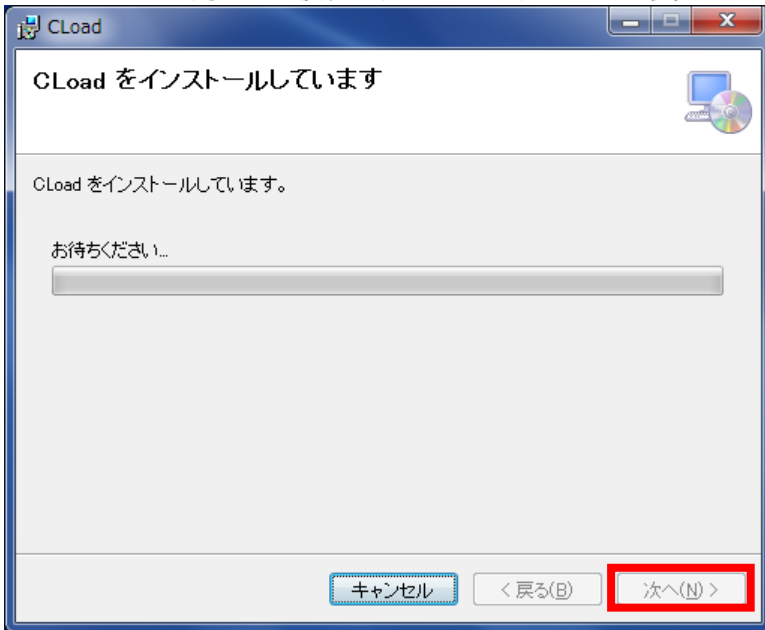 CLoad
CLoad をインストールしています
CLoad をインストールしています。
お待ちください...
キャンセル
< 戻る(B)
次へ(N) >